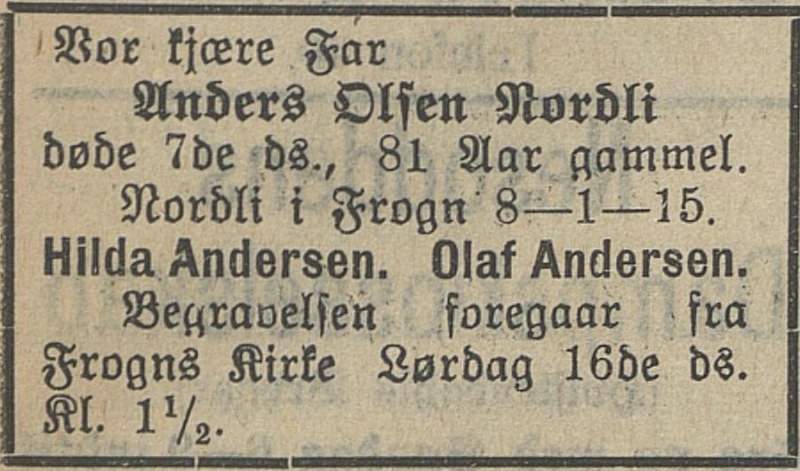 Vor kjære Far
Anders Olsen Nordli
døde 7de ds., 81 Aar gammel.
Nordli i Frogn 8—1—15.
Hilda Andersen. Olaf Andersen.
Begravelsen foregaar fra
Frogns Kirke Lørdag 16de ds.
Kl. 1½.